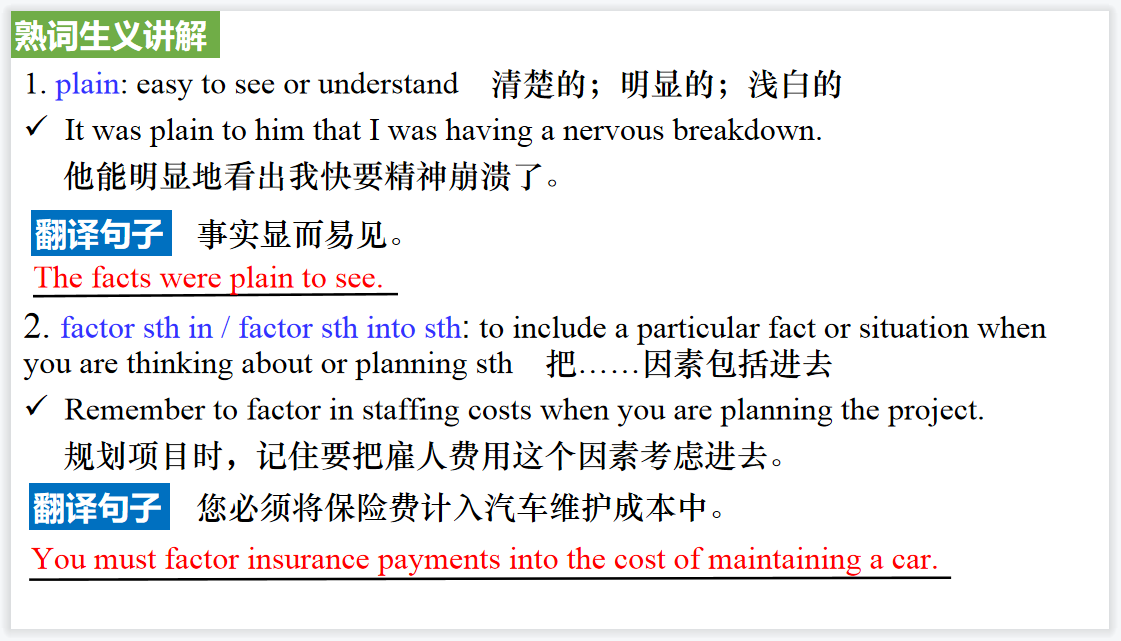 熟词生义讲解
1. plain: easy to see or understand 清楚的；明显的；浅白的
✓ It was plain to him that I was having a nervous breakdown.
他能明显地看出我快要精神崩溃了。
翻译句子 事实显而易见。
The facts were plain to see.
2. factor sth in / factor sth into sth: to include a particular fact or situation when
you are thinking about or planning sth 把……因素包括进去
✓ Remember to factor in staffing costs when you are planning the project.
规划项目时，记住要把雇人费用这个因素考虑进去。
翻译句子 您必须将保险费计入汽车维护成本中。
You must factor insurance payments into the cost of maintaining a car.